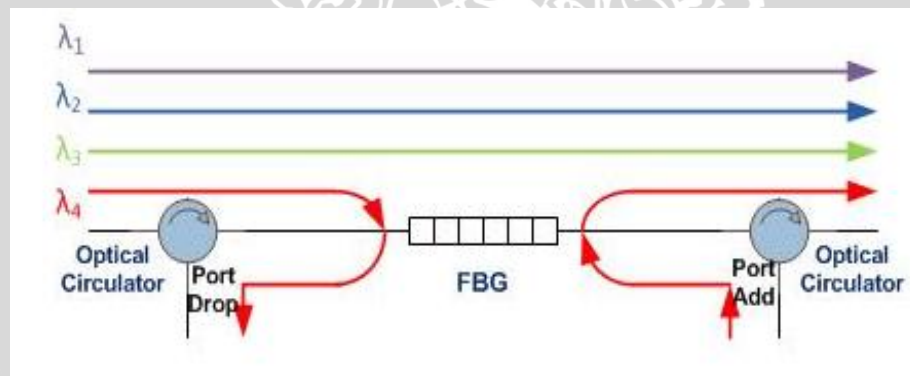 λ1
λ2
λ3
λ4
Optical
Circulator
Port
Drop
FBG
Port
Add
Optical
Circulator